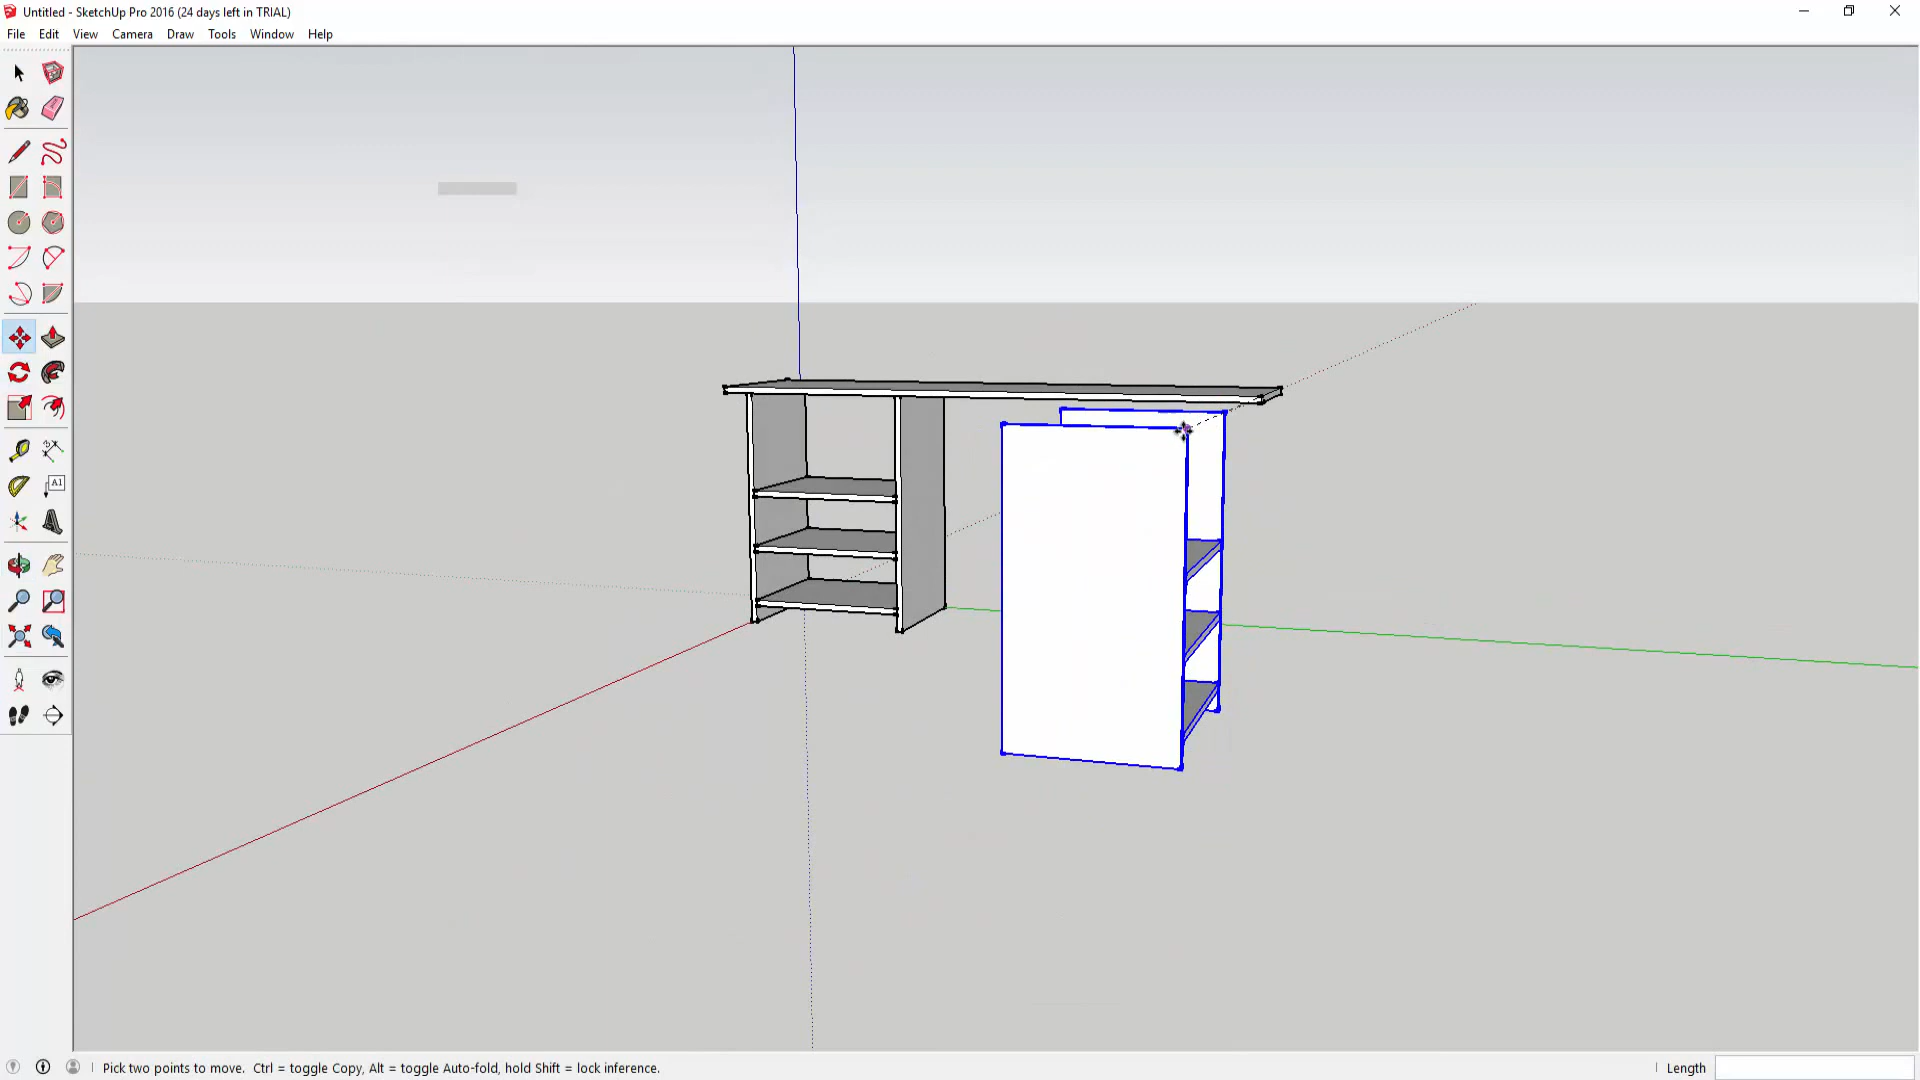 Untitled - SketchUp Pro 2016 (24 days left in TRIAL)
File Edit View Camera Draw Tools Window Help
A1
Pick two points to move. Ctrl = toggle Copy, Alt = toggle Auto-fold, hold Shift = lock inference.
Length